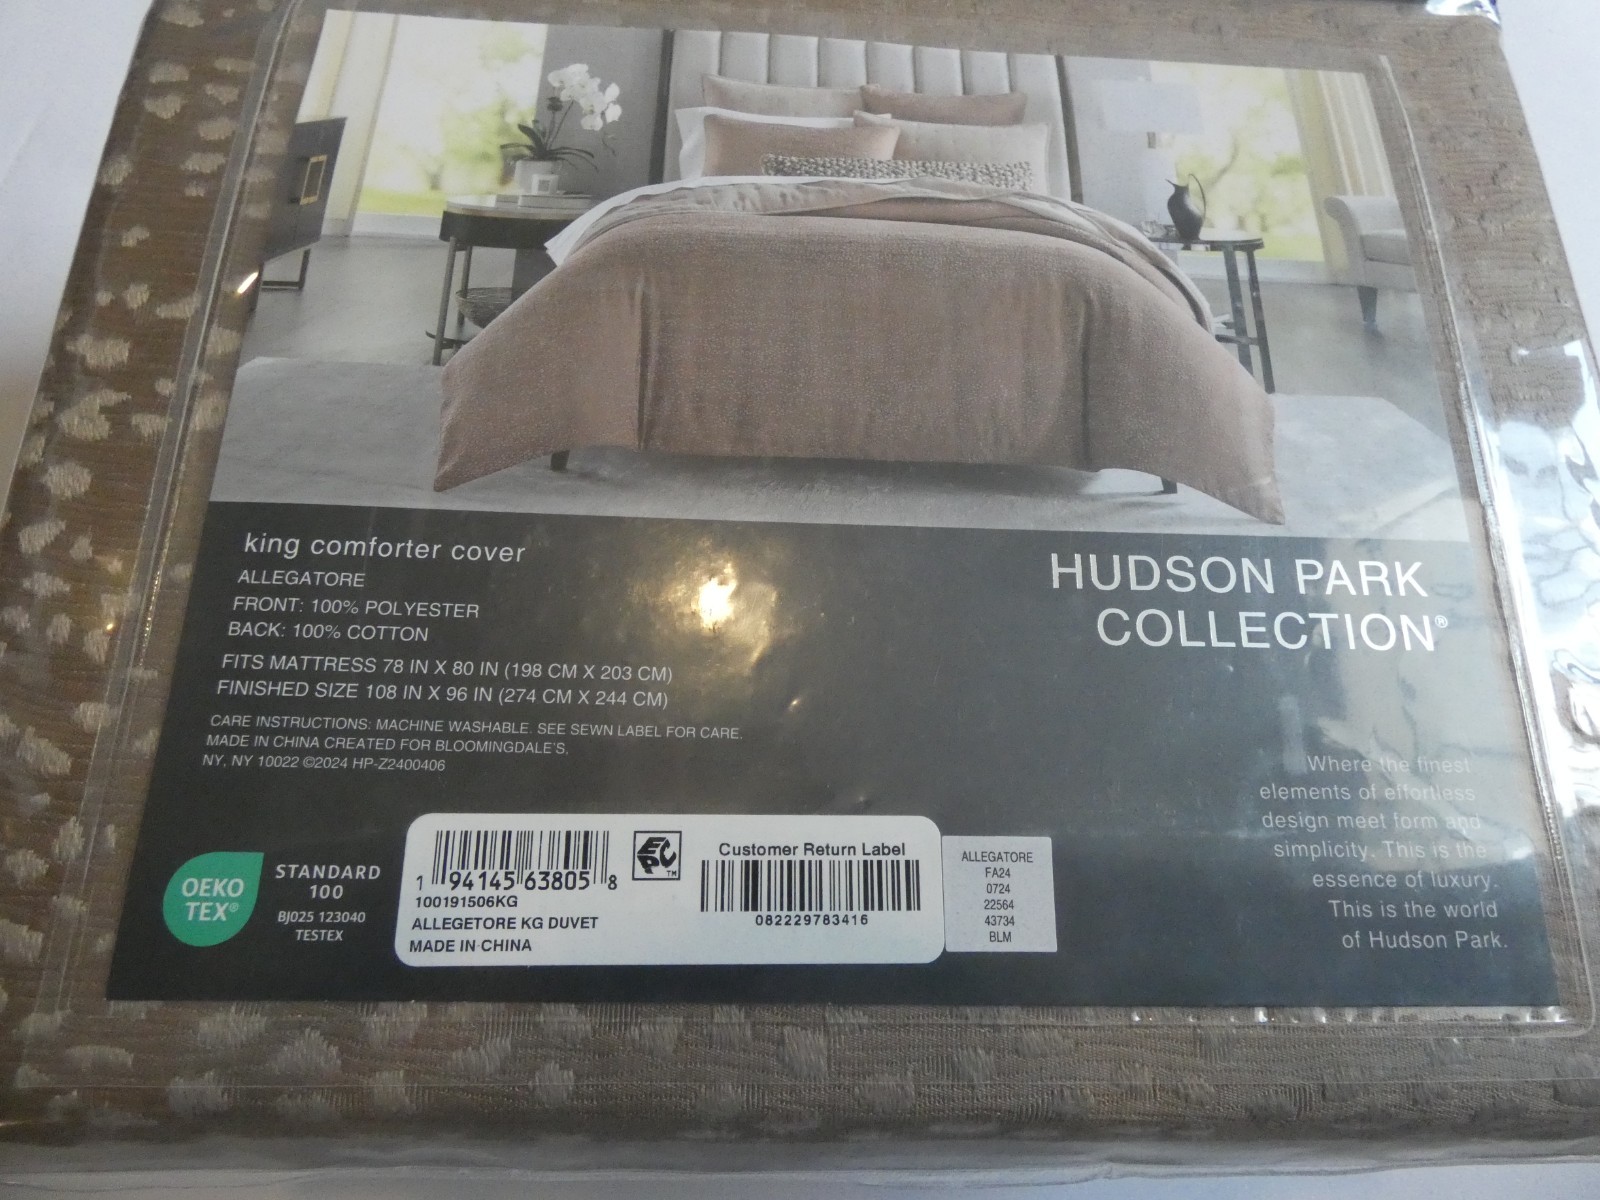 king comforter cover
ALLEGATORE
FRONT: 100% POLYESTER
BACK: 100% COTTON
FITS MATTRESS 78 IN X 80 IN (198 CM X 203 CM)
FINISHED SIZE 108 IN X 96 IN (274 CM X 244 CM)
CARE INSTRUCTIONS: MACHINE WASHABLE. SEE SEWN LABEL FOR CARE.
MADE IN CHINA CREATED FOR BLOOMINGDALE'S,
NY, NY 10022 ©2024 HP-Z2400406
HUDSON PARK
COLLECTION®
Where the finest
elements of effortless
design meet form and
simplicity. This is the
essence of luxury.
This is the world
of Hudson Park.
OEKO
TEX®
STANDARD
100
BJ025 123040
TESTEX
1 94145 63805 8
100191506KG
ALLEGETORE KG DUVET
MADE IN CHINA
EPC™
Customer Return Label
082229783416
ALLEGATORE
FA24
0724
22564
43734
BLM